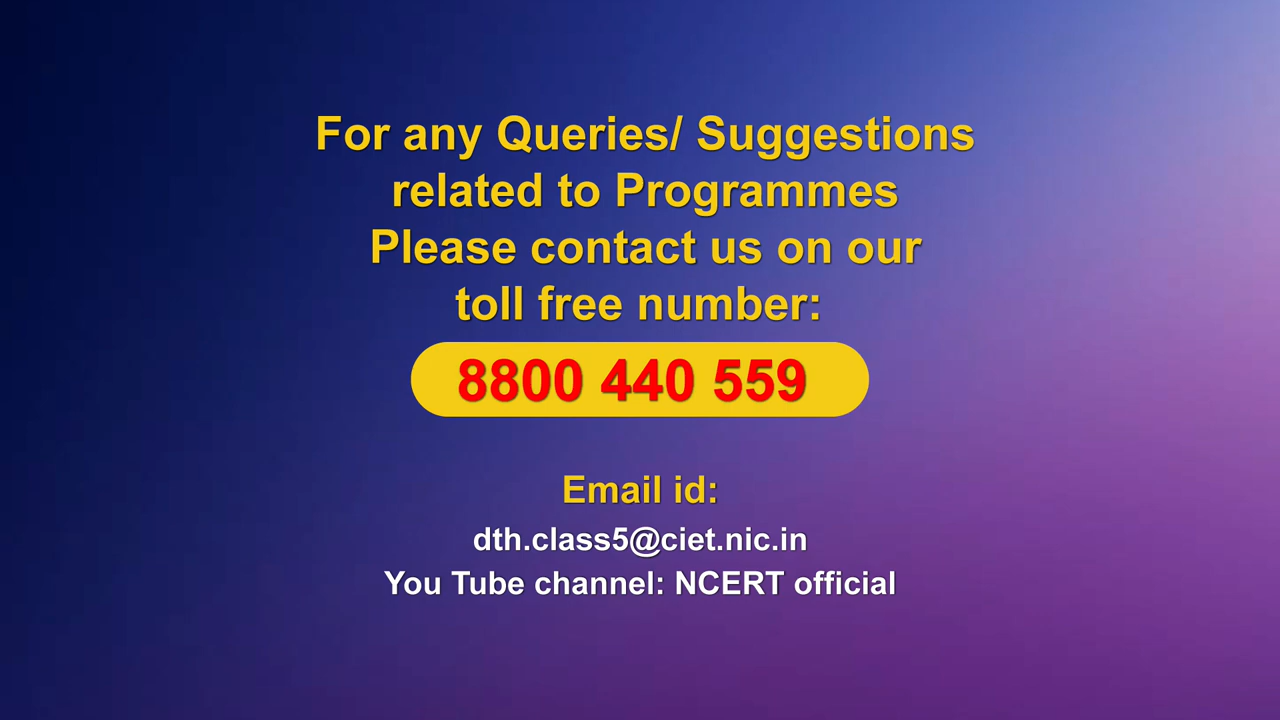 For any Queries/ Suggestions
related to Programmes
Please contact us on our
toll free number:
8800 440 559
Email id:
dth.class5@ciet.nic.in
You Tube channel: NCERT official